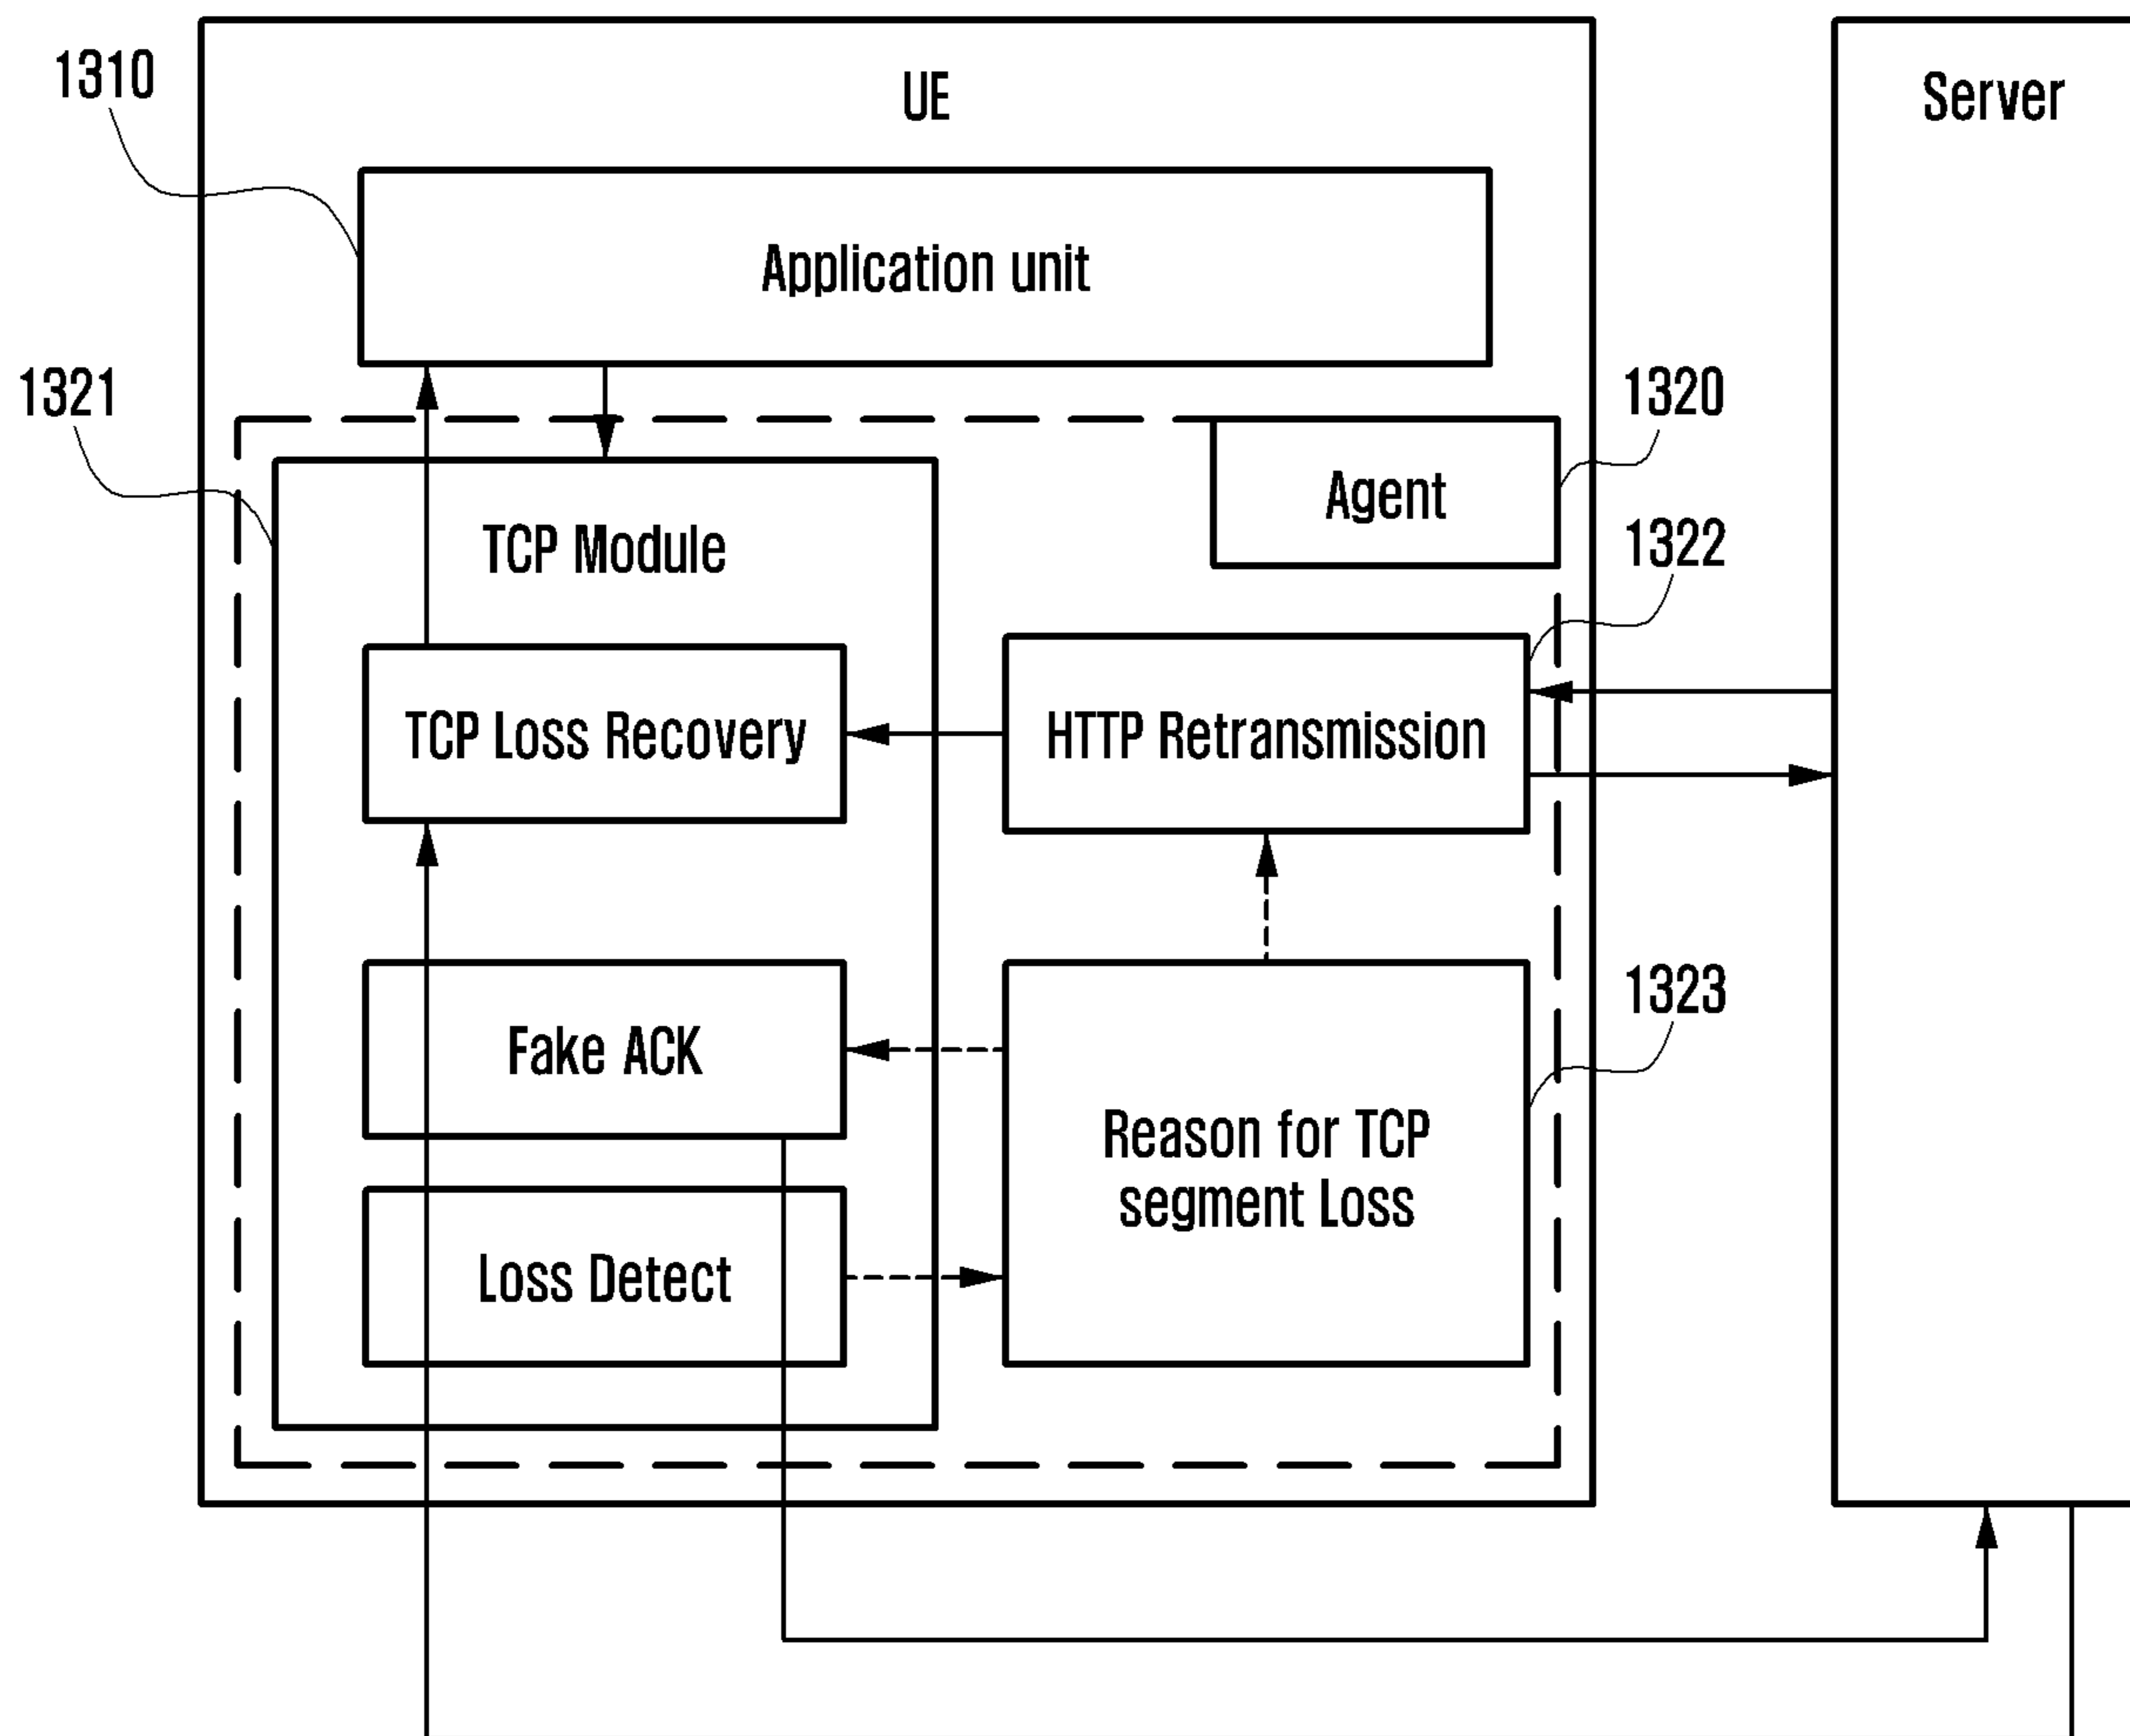 1310
UE
Server
Application unit
1321
1320
Agent
1322
TCP Module
TCP Loss Recovery
HTTP Retransmission
1323
Fake ACK
Reason for TCP
segment Loss
Loss Detect